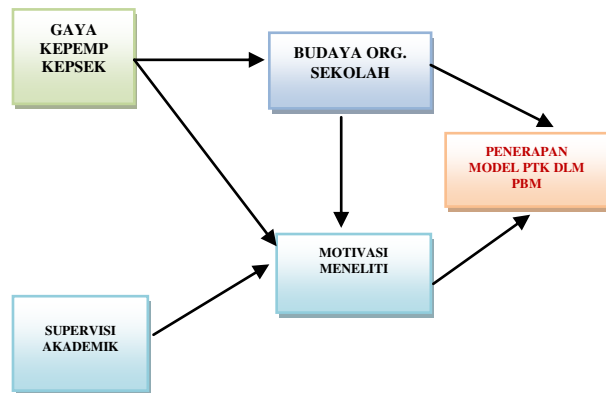 GAYA
KEPEMP
KEPSEK
BUDAYA ORG.
SEKOLAH
PENERAPAN
MODEL PTK DLM
PBM
MOTIVASI
MENELITI
SUPERVISI
AKADEMIK